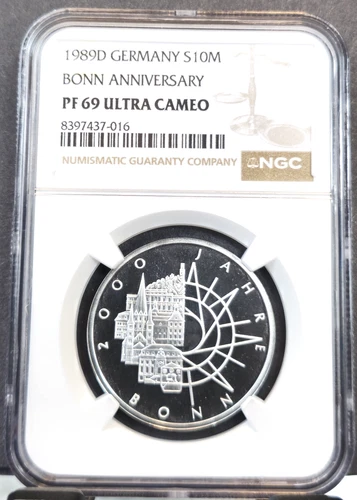 1989D GERMANY S10M
BONN ANNIVERSARY
PF 69 ULTRA CAMEO
8397437-016
NUMISMATIC GUARANTY COMPANY NGC
2000 JAHRE
BONN